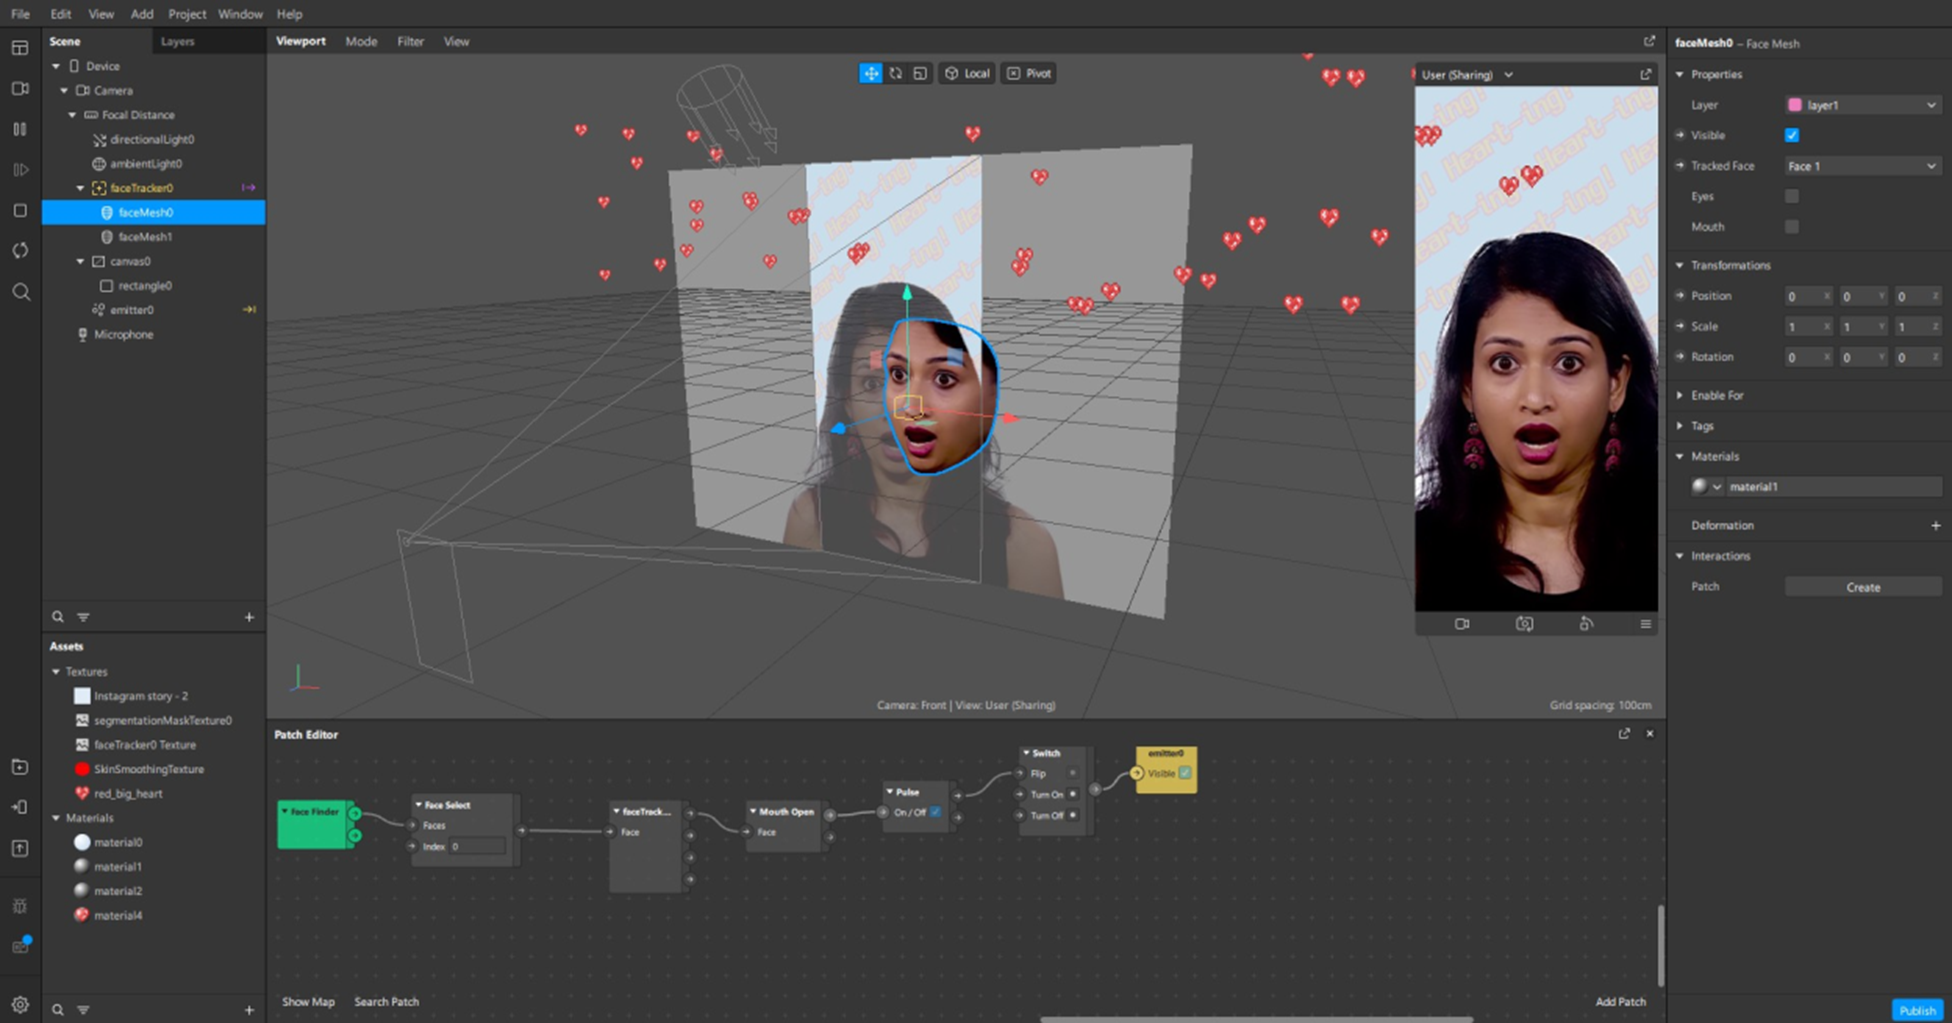 File Edit View Add Project Window Help
Scene Layers
Device
Camera
Focal Distance
directionalLight0
ambientLight0
faceTracker0
faceMesh0
faceMesh1
canvas0
rectangle0
emitter0
Microphone
Assets
Textures
Instagram story - 2
segmentationMaskTexture0
faceTracker0 Texture
SkinSmoothingTexture
red_big_heart
Materials
material0
material1
material2
material4
Viewport Mode Filter View
Local Pivot
User (Sharing)
Heart-ing! Heart-ing!
Camera: Front | View: User (Sharing)
Grid spacing: 100cm
Patch Editor
Face Finder
Face Select
Faces
Index 0
faceTrack...
Face
Mouth Open
Face
Pulse
On / Off
Switch
Flip
Turn On
Turn Off
emitter0
Visible
Show Map Search Patch
Add Patch
faceMesh0 – Face Mesh
Properties
Layer layer1
Visible
Tracked Face Face 1
Eyes
Mouth
Transformations
Position 0 X 0 Y 0 Z
Scale 1 X 1 Y 1 Z
Rotation 0 X 0 Y 0 Z
Enable For
Tags
Materials
material1
Deformation +
Interactions
Patch Create
Publish